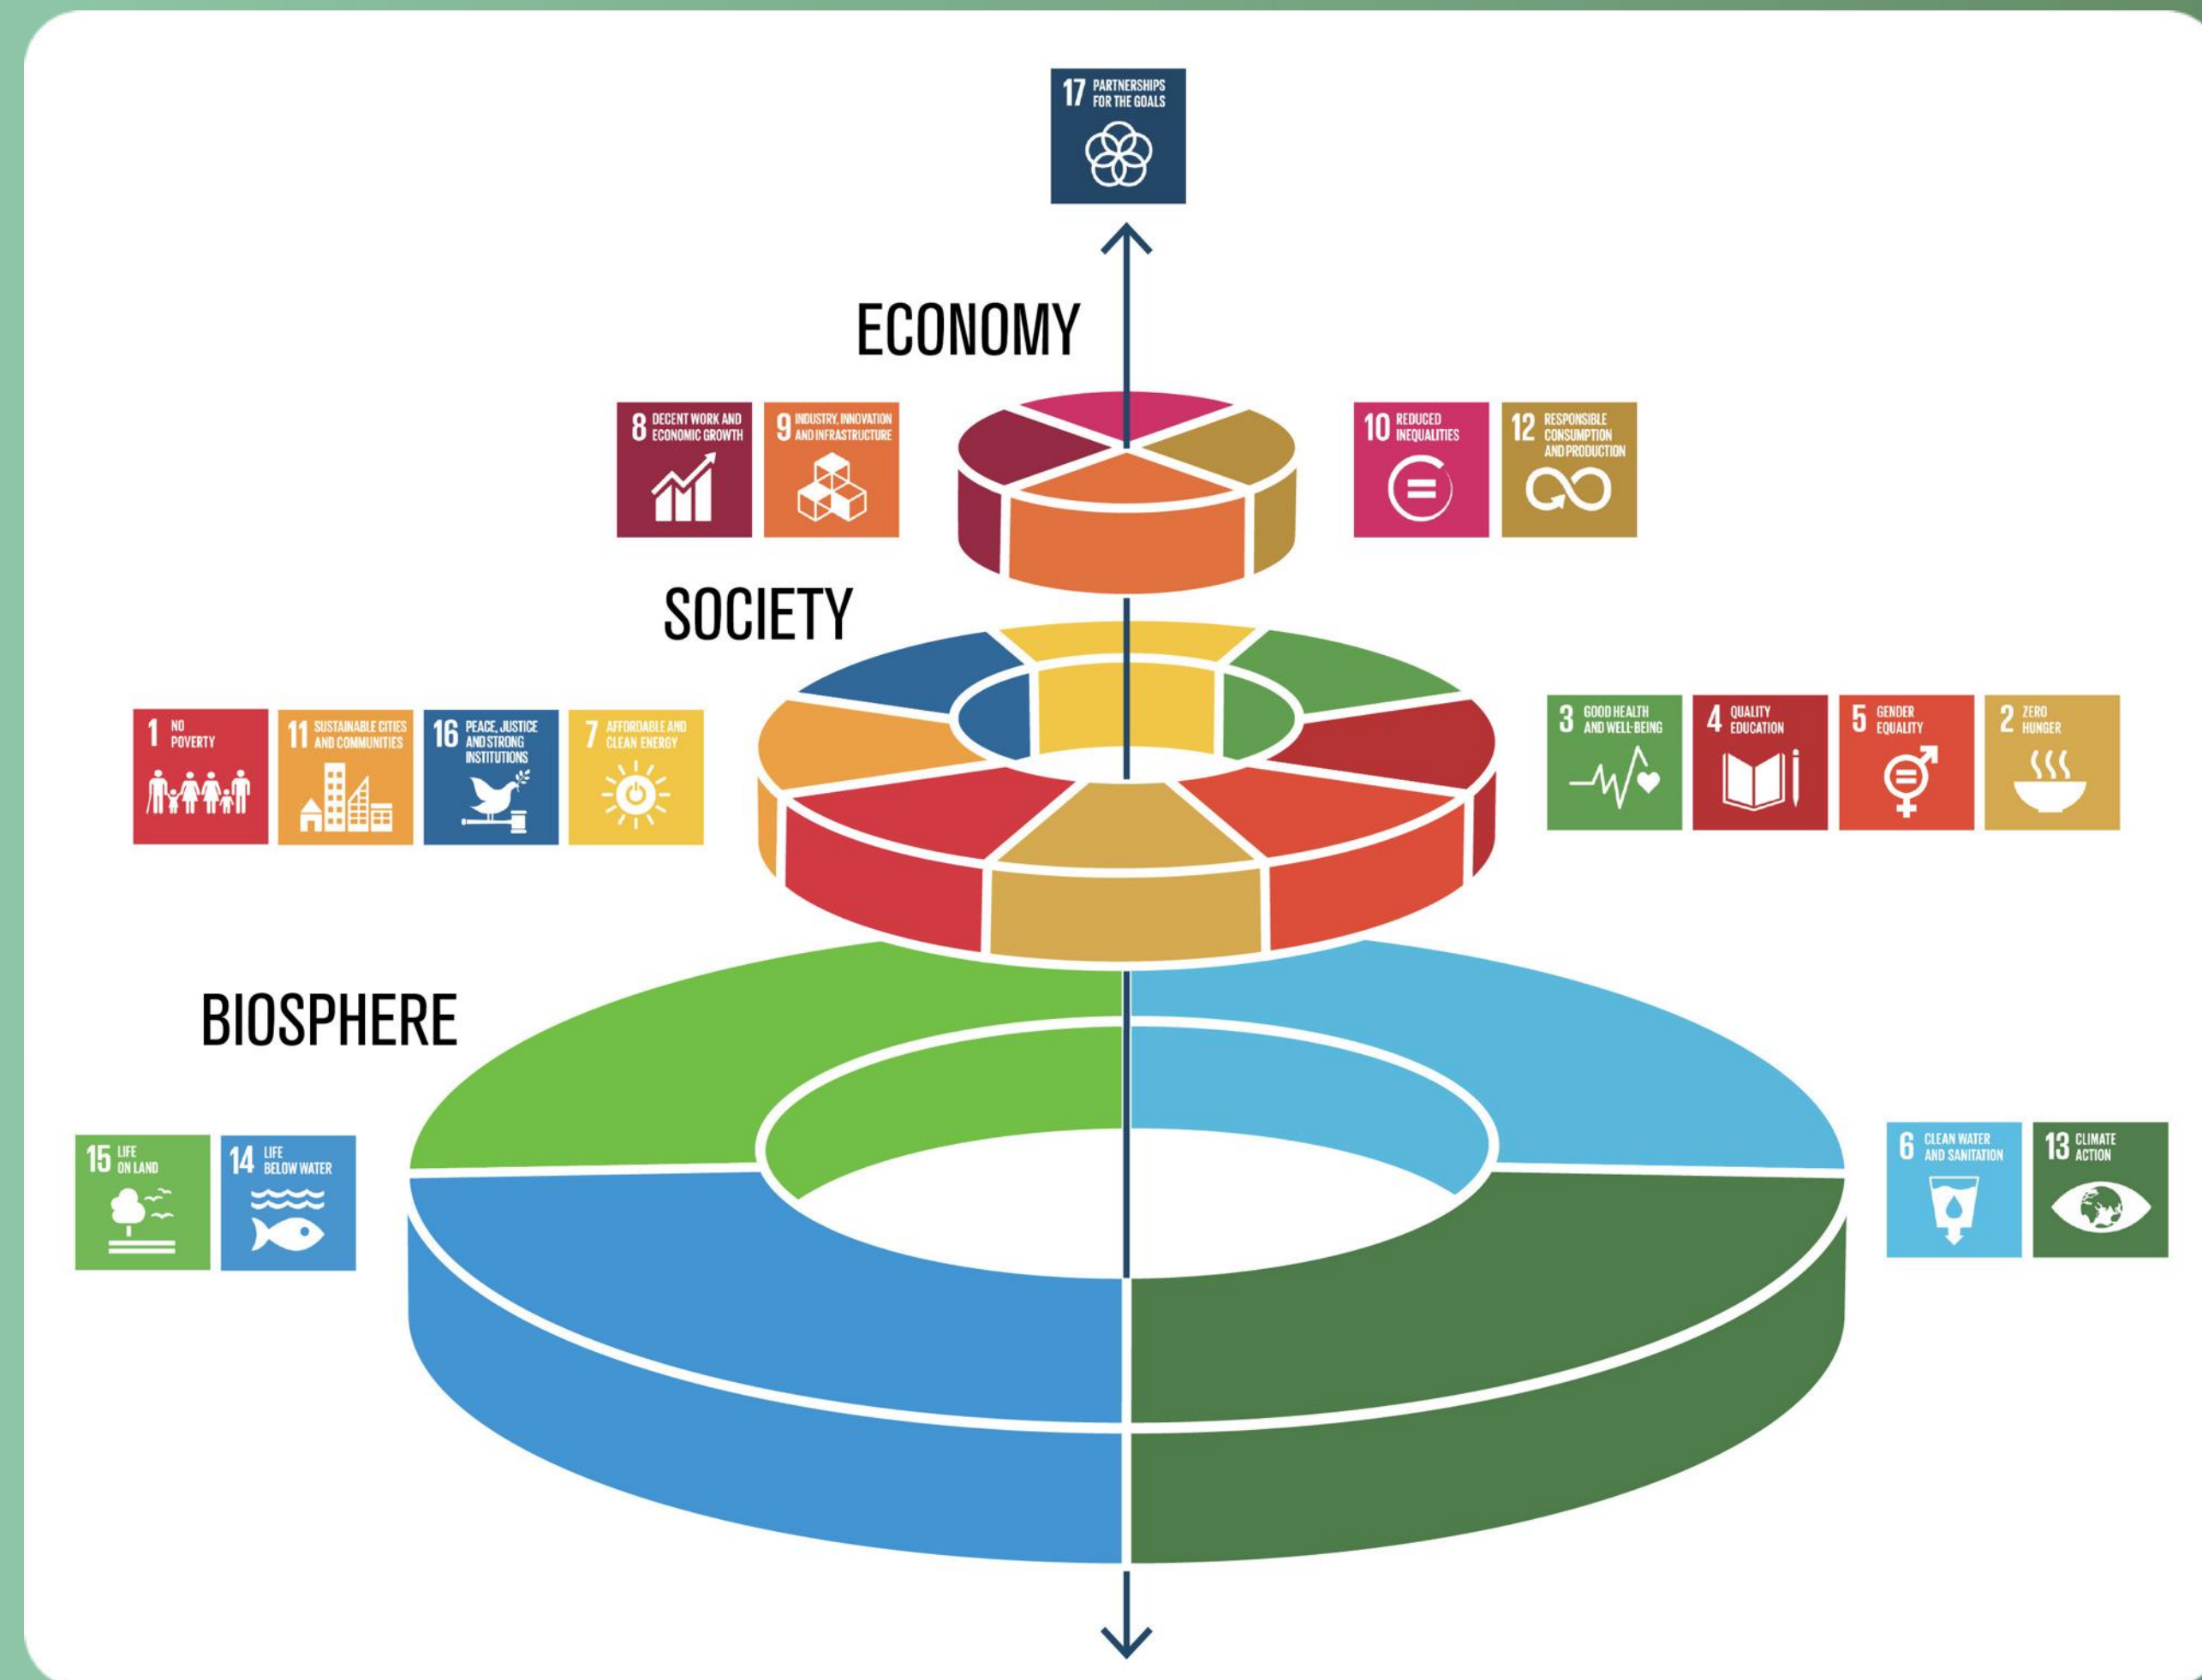 17 PARTNERSHIPS
FOR THE GOALS
ECONOMY
8 DECENT WORK AND
ECONOMIC GROWTH
9 INDUSTRY, INNOVATION
AND INFRASTRUCTURE
10 REDUCED
INEQUALITIES
12 RESPONSIBLE
CONSUMPTION
AND PRODUCTION
SOCIETY
1 NO
POVERTY
11 SUSTAINABLE CITIES
AND COMMUNITIES
16 PEACE, JUSTICE
AND STRONG
INSTITUTIONS
7 AFFORDABLE AND
CLEAN ENERGY
3 GOOD HEALTH
AND WELL-BEING
4 QUALITY
EDUCATION
5 GENDER
EQUALITY
2 ZERO
HUNGER
BIOSPHERE
15 LIFE
ON LAND
14 LIFE
BELOW WATER
6 CLEAN WATER
AND SANITATION
13 CLIMATE
ACTION